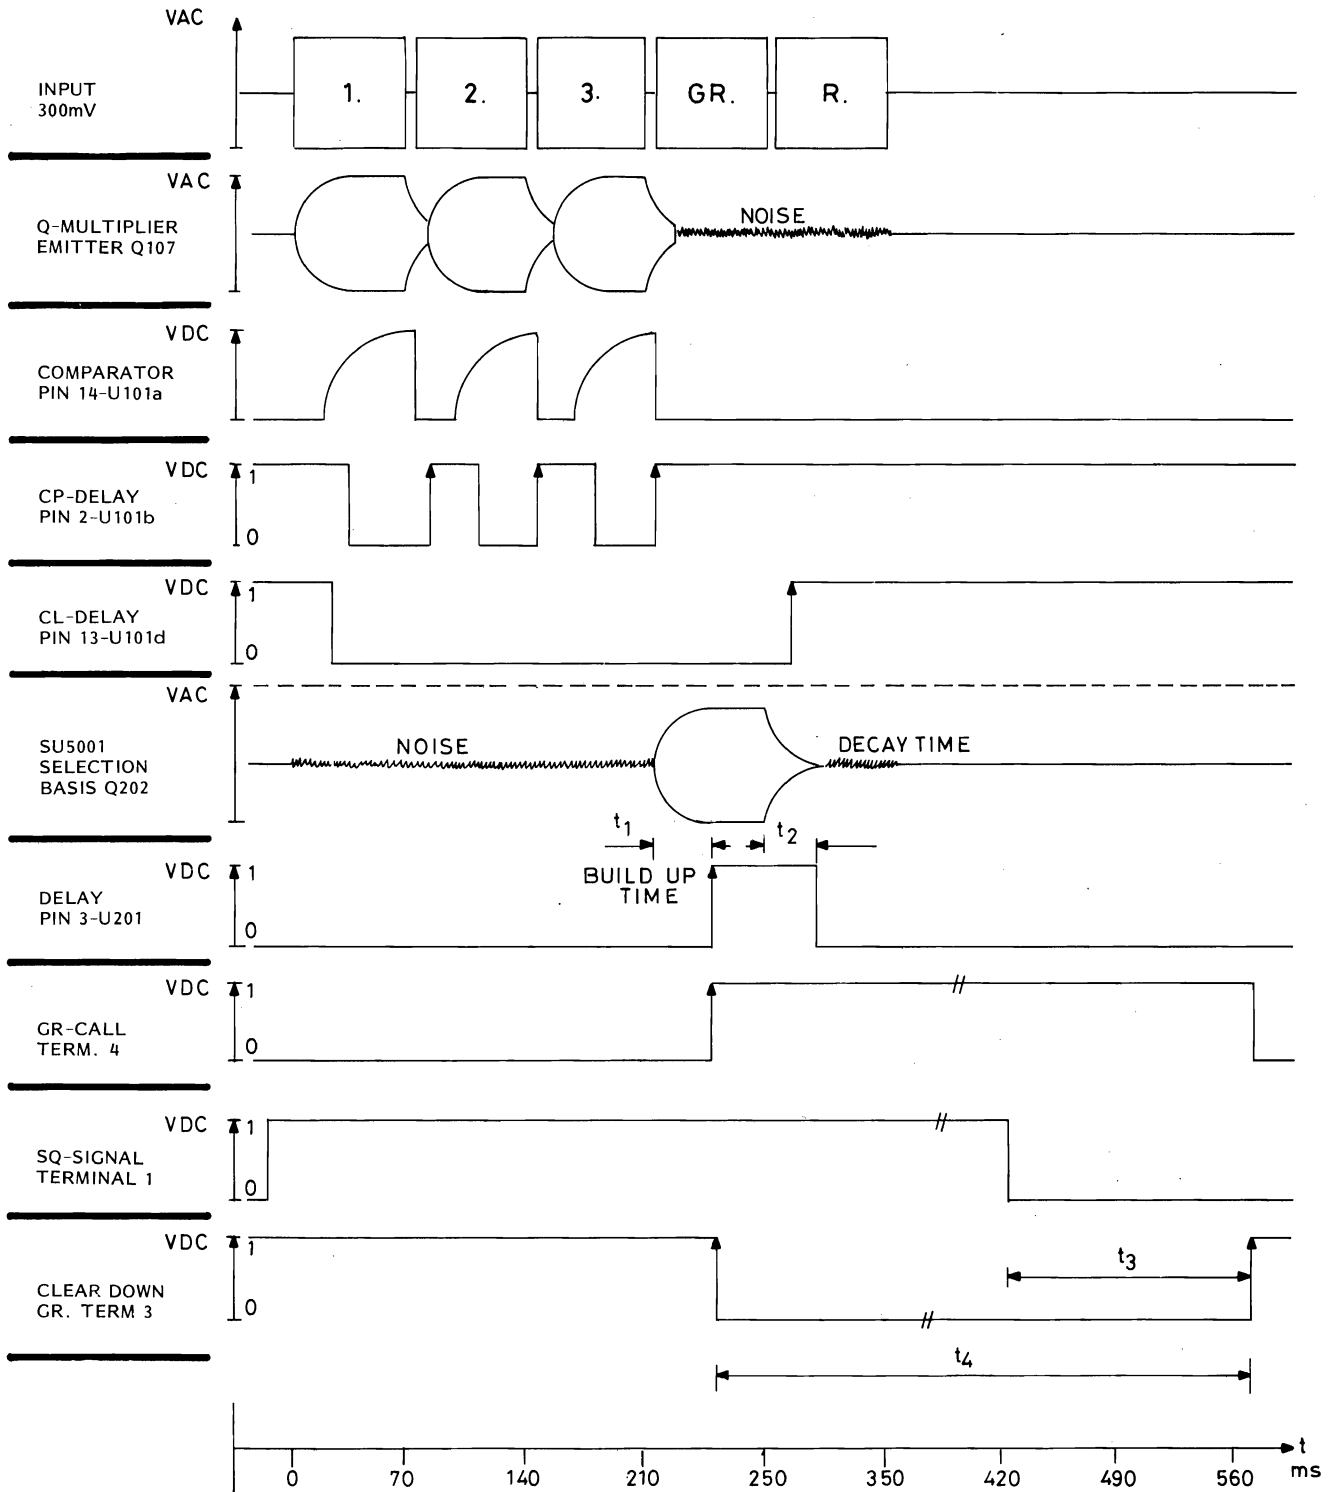 VAC
INPUT
300mV
1.
2.
3.
GR.
R.
VAC
Q-MULTIPLIER
EMITTER Q107
NOISE
VDC
COMPARATOR
PIN 14-U101a
VDC
1
CP-DELAY
PIN 2-U101b
0
VDC
1
CL-DELAY
PIN 13-U101d
0
VAC
SU5001
SELECTION
BASIS Q202
NOISE
DECAY TIME
t1
t2
BUILD UP
TIME
VDC
1
DELAY
PIN 3-U201
0
VDC
1
GR-CALL
TERM. 4
0
VDC
1
SQ-SIGNAL
TERMINAL 1
0
VDC
1
CLEAR DOWN
GR. TERM 3
0
t3
t4
t
ms
0 70 140 210 250 350 420 490 560